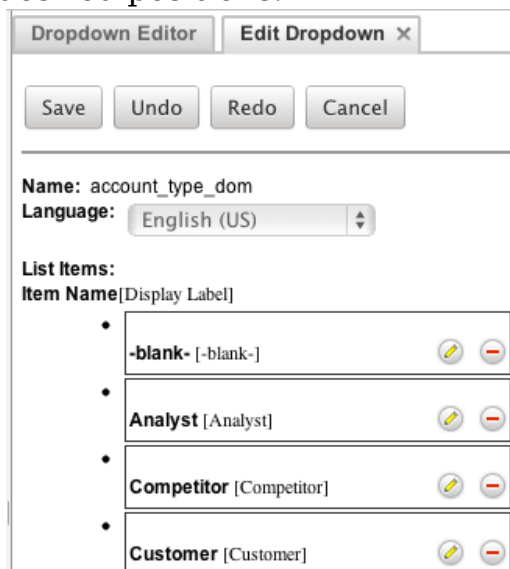 positions.
Dropdown Editor Edit Dropdown ×
Save Undo Redo Cancel
Name: account_type_dom
Language: English (US)
List Items:
Item Name[Display Label]
-blank- [-blank-]
Analyst [Analyst]
Competitor [Competitor]
Customer [Customer]